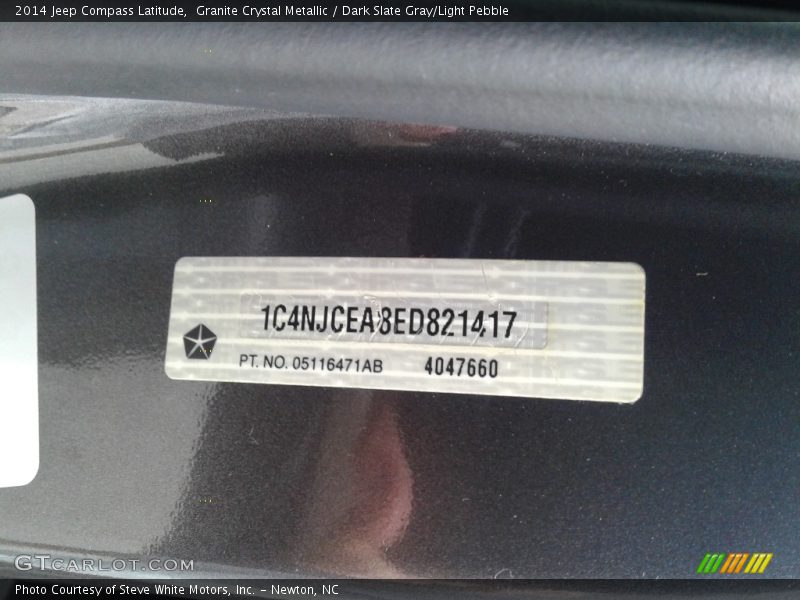 2014 Jeep Compass Latitude,  Granite Crystal Metallic / Dark Slate Gray/Light Pebble
1C4NJCEA8ED821417
PT. NO. 05116471AB 4047660
GTCARLOT.COM
Photo Courtesy of Steve White Motors, Inc. – Newton, NC